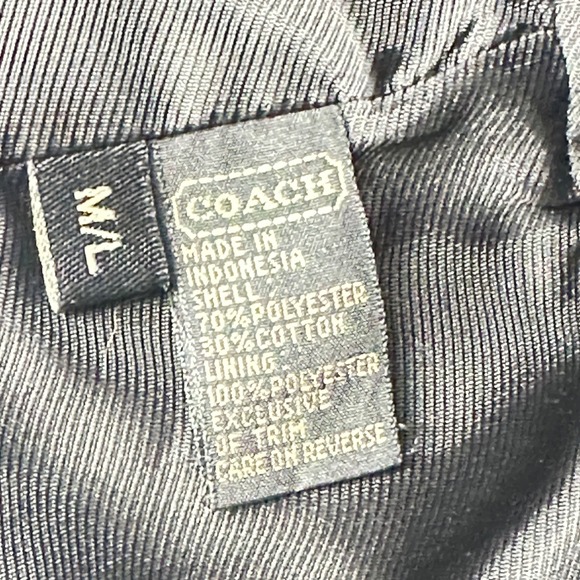 M/L
COACH
MADE IN
INDONESIA
SHELL
70% POLYESTER
30% COTTON
LINING
100% POLYESTER
EXCLUSIVE
OF TRIM
CARE ON REVERSE